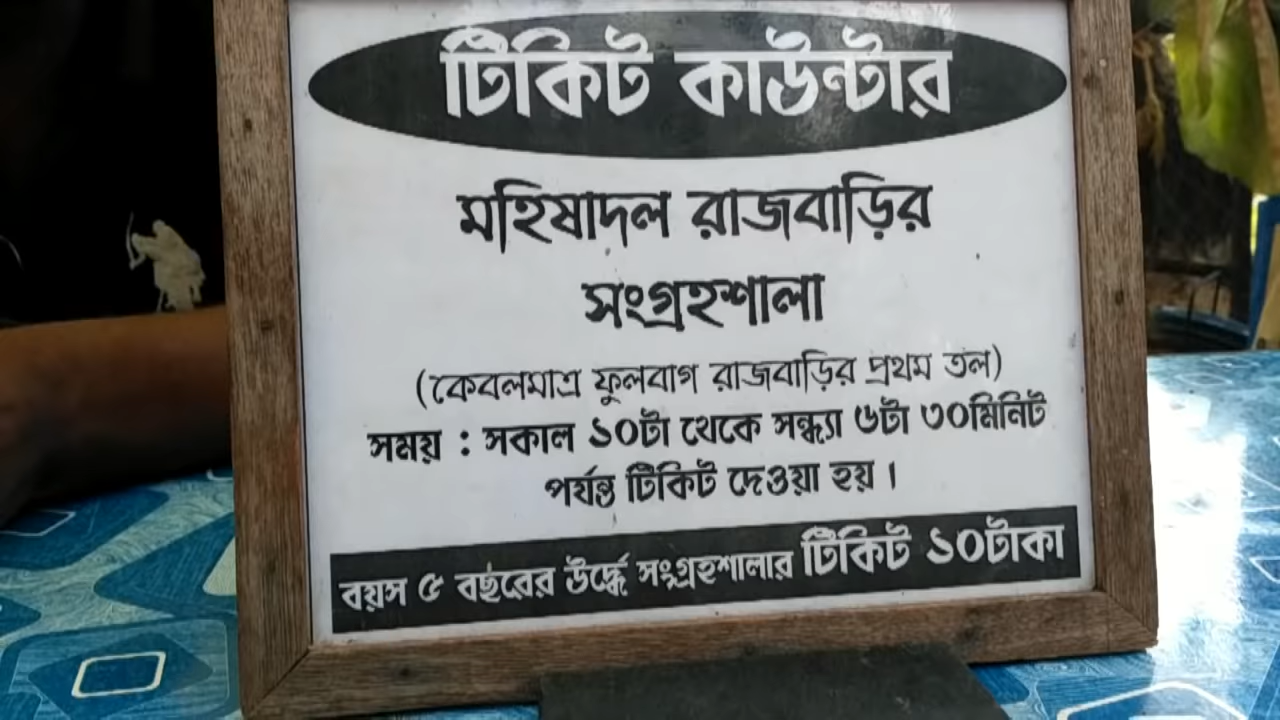 টিকিট কাউন্টার
মহিষাদল রাজবাড়ির
সংগ্রহশালা
(কেবলমাত্র ফুলবাগ রাজবাড়ির প্রথম তল)
সময় : সকাল ১০টা থেকে সন্ধ্যা ৬টা ৩০মিনিট
পর্যন্ত টিকিট দেওয়া হয় ।
বয়স ৫ বছরের উর্দ্ধে সংগ্রহশালার টিকিট ১০টাকা